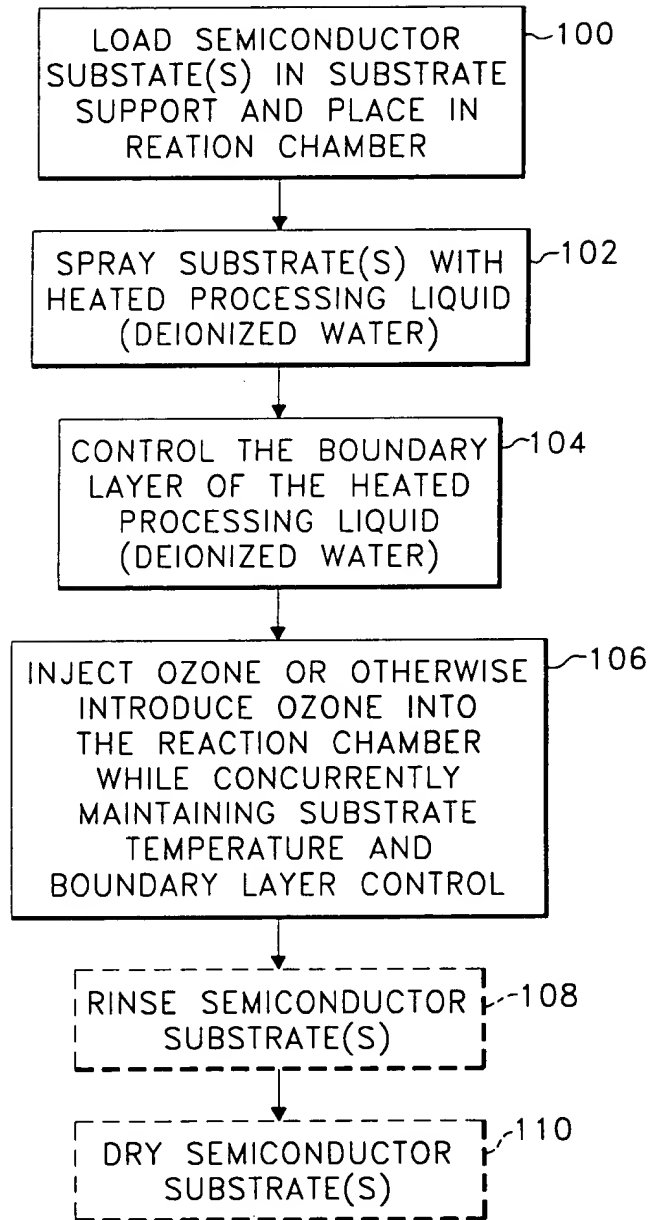 LOAD SEMICONDUCTOR
SUBSTATE(S) IN SUBSTRATE
SUPPORT AND PLACE IN
REATION CHAMBER
100
SPRAY SUBSTRATE(S) WITH
HEATED PROCESSING LIQUID
(DEIONIZED WATER)
102
CONTROL THE BOUNDARY
LAYER OF THE HEATED
PROCESSING LIQUID
(DEIONIZED WATER)
104
INJECT OZONE OR OTHERWISE
INTRODUCE OZONE INTO
THE REACTION CHAMBER
WHILE CONCURRENTLY
MAINTAINING SUBSTRATE
TEMPERATURE AND
BOUNDARY LAYER CONTROL
106
RINSE SEMICONDUCTOR
SUBSTRATE(S)
108
DRY SEMICONDUCTOR
SUBSTRATE(S)
110